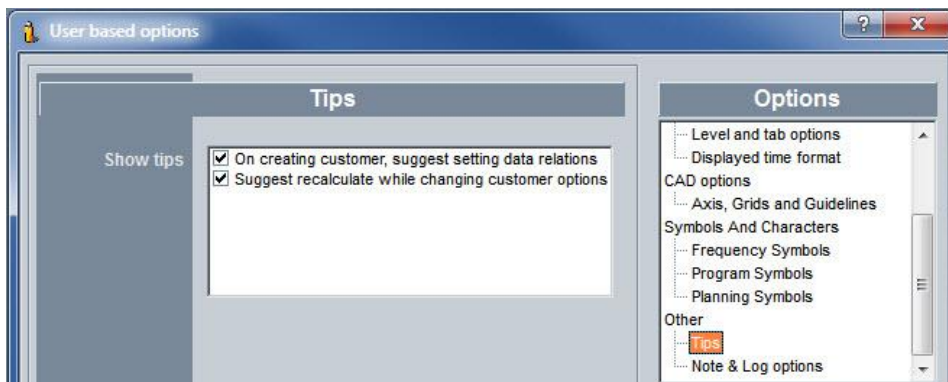 User based options
Tips
Show tips
On creating customer, suggest setting data relations
Suggest recalculate while changing customer options
Options
Level and tab options
Displayed time format
CAD options
Axis, Grids and Guidelines
Symbols And Characters
Frequency Symbols
Program Symbols
Planning Symbols
Other
Tips
Note & Log options